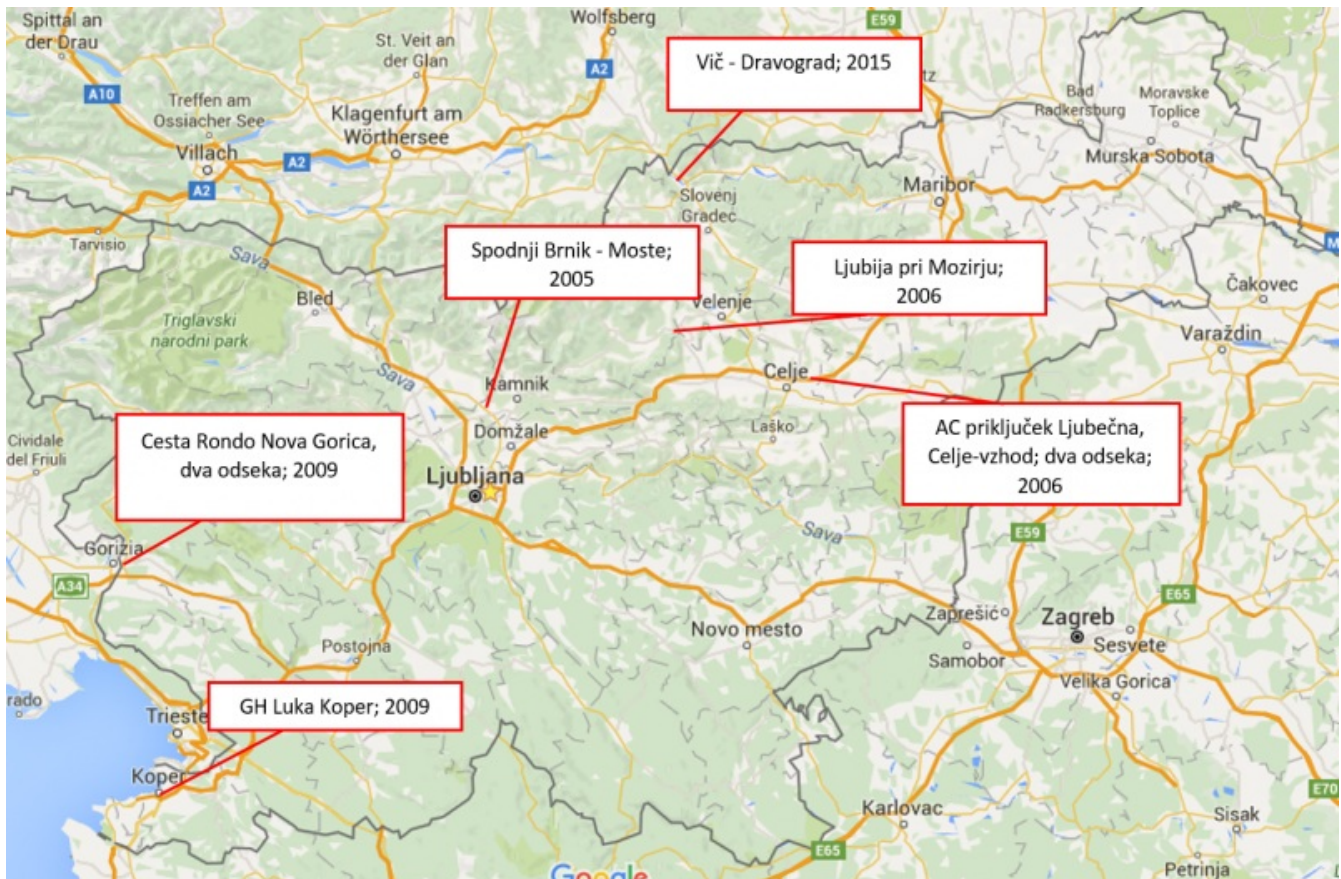 Spittal an
der Drau
Wolfsberg
E59
St. Veit an
der Glan
Vič - Dravograd; 2015
A2
tz
A10
Treffen am
Ossiacher See
Klagenfurt am
Wörthersee
Bad
Radkersburg
Moravske
Toplice
Villach
A2
A2
Murska Sobota
Slovenj
Gradec
Maribor
Tarvisio
Sava
Spodnji Brnik - Moste;
2005
Ljubija pri Mozirju;
2006
M
Bled
Velenje
Čakovec
Triglavski
narodni park
Varaždin
Sava
Celje
Kamnik
Cesta Rondo Nova Gorica,
dva odseka; 2009
AC priključek Ljubečna,
Celje-vzhod; dva odseka;
2006
Cividale
del Friuli
Domžale
Laško
Ljubljana
Sava
E59
Gorizia
A34
E65
Zaprešić
Zagreb
Sesvete
Novo mesto
Postojna
Samobor
Velika Gorica
rado
GH Luka Koper; 2009
Trieste
Koper
E70
Karlovac
Sisak
E65
Petrinja
Google